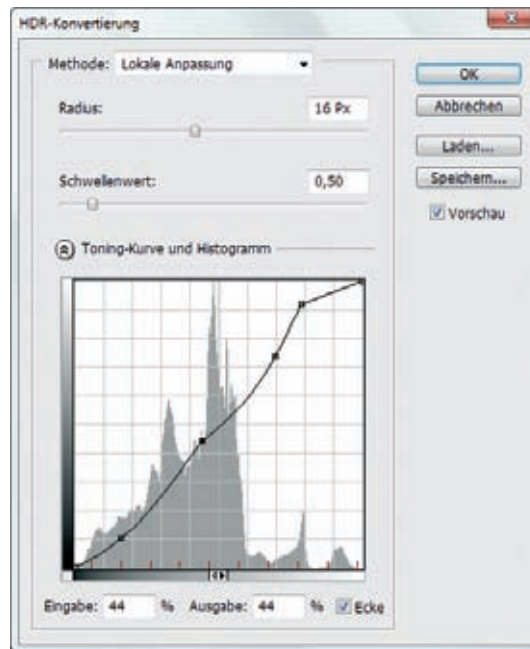 HDR-Konvertierung
Methode: Lokale Anpassung
OK
Abbrechen
Radius: 16 Px
Laden...
Speichern...
Schwellenwert: 0,50
Vorschau
Toning-Kurve und Histogramm
Eingabe: 44 % Ausgabe: 44 % Ecke